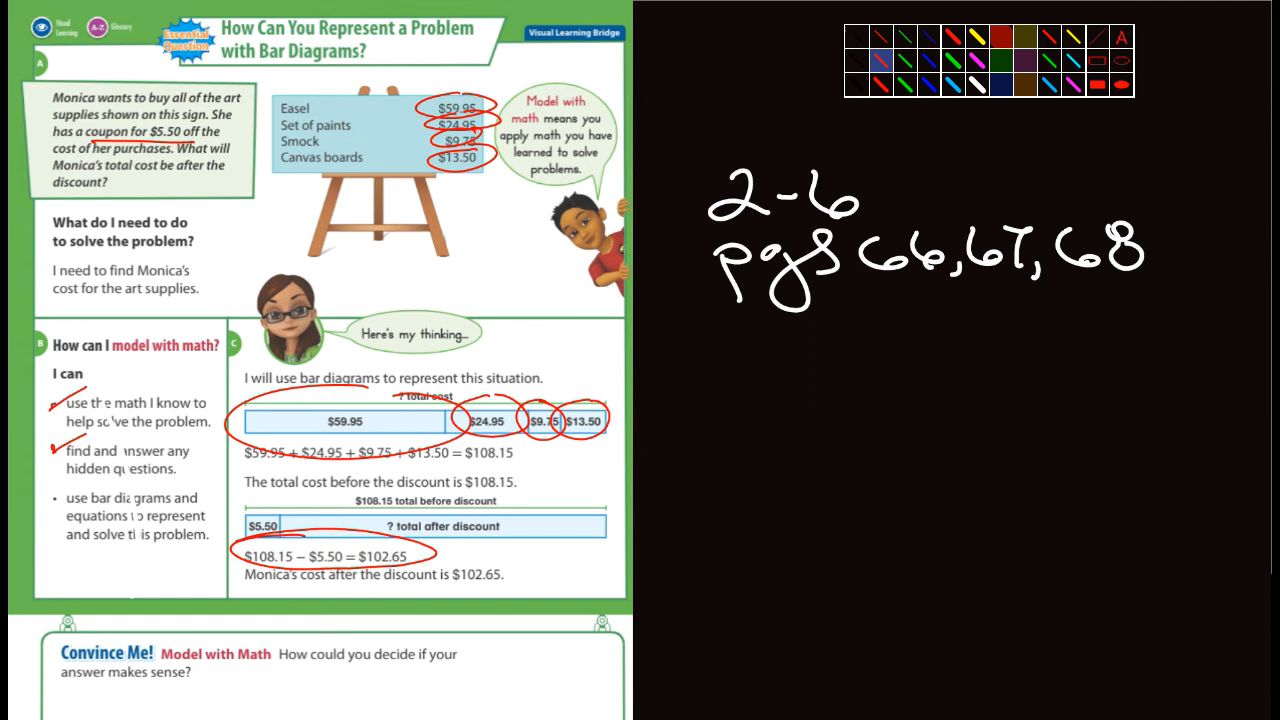 Visual
Learning
A-Z
Glossary
Essential
Question
How Can You Represent a Problem
with Bar Diagrams?
Visual Learning Bridge
A
Monica wants to buy all of the art
supplies shown on this sign. She
has a coupon for $5.50 off the
cost of her purchases. What will
Monica's total cost be after the
discount?
Easel $59.95
Set of paints $24.95
Smock $9.75
Canvas boards $13.50
Model with
math means you
apply math you have
learned to solve
problems.
What do I need to do
to solve the problem?
I need to find Monica's
cost for the art supplies.
B
How can I model with math?
I can
• use the math I know to
help solve the problem.
• find and answer any
hidden questions.
• use bar diagrams and
equations to represent
and solve this problem.
C
Here's my thinking...
I will use bar diagrams to represent this situation.
? total cost
$59.95 $24.95 $9.75 $13.50
$59.95 + $24.95 + $9.75 + $13.50 = $108.15
The total cost before the discount is $108.15.
$108.15 total before discount
$5.50 ? total after discount
$108.15 − $5.50 = $102.65
Monica's cost after the discount is $102.65.
Convince Me! Model with Math How could you decide if your
answer makes sense?
A
2-6
pgs 66, 67, 68